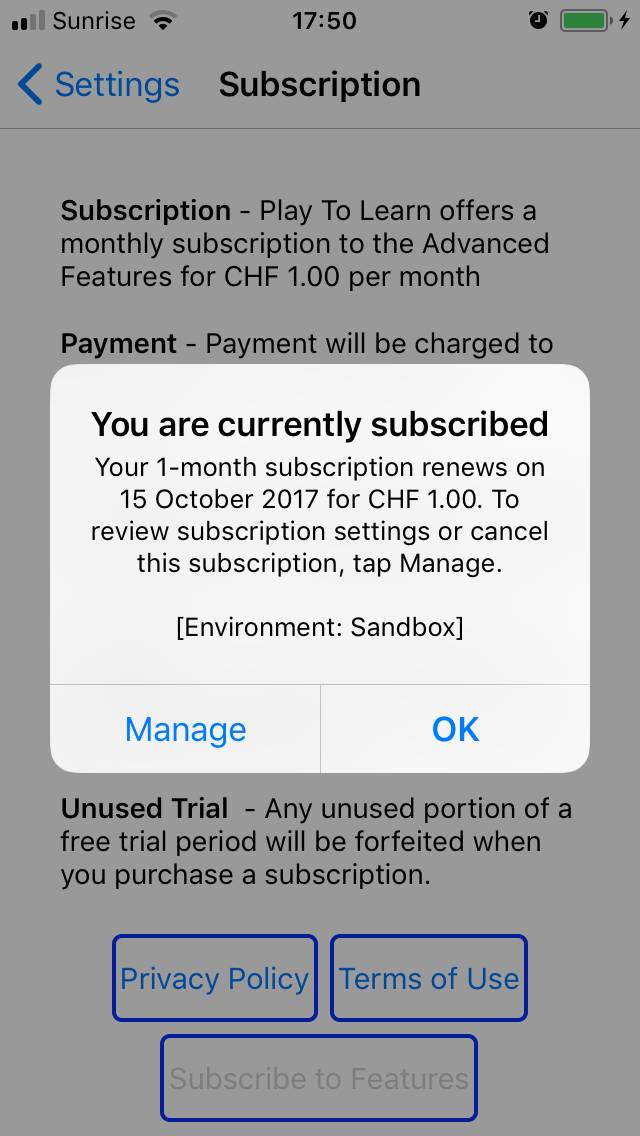 Sunrise 17:50
Settings Subscription
Subscription - Play To Learn offers a
monthly subscription to the Advanced
Features for CHF 1.00 per month
Payment - Payment will be charged to
You are currently subscribed
Your 1-month subscription renews on
15 October 2017 for CHF 1.00. To
review subscription settings or cancel
this subscription, tap Manage.
[Environment: Sandbox]
Manage OK
Unused Trial - Any unused portion of a
free trial period will be forfeited when
you purchase a subscription.
Privacy Policy Terms of Use
Subscribe to Features